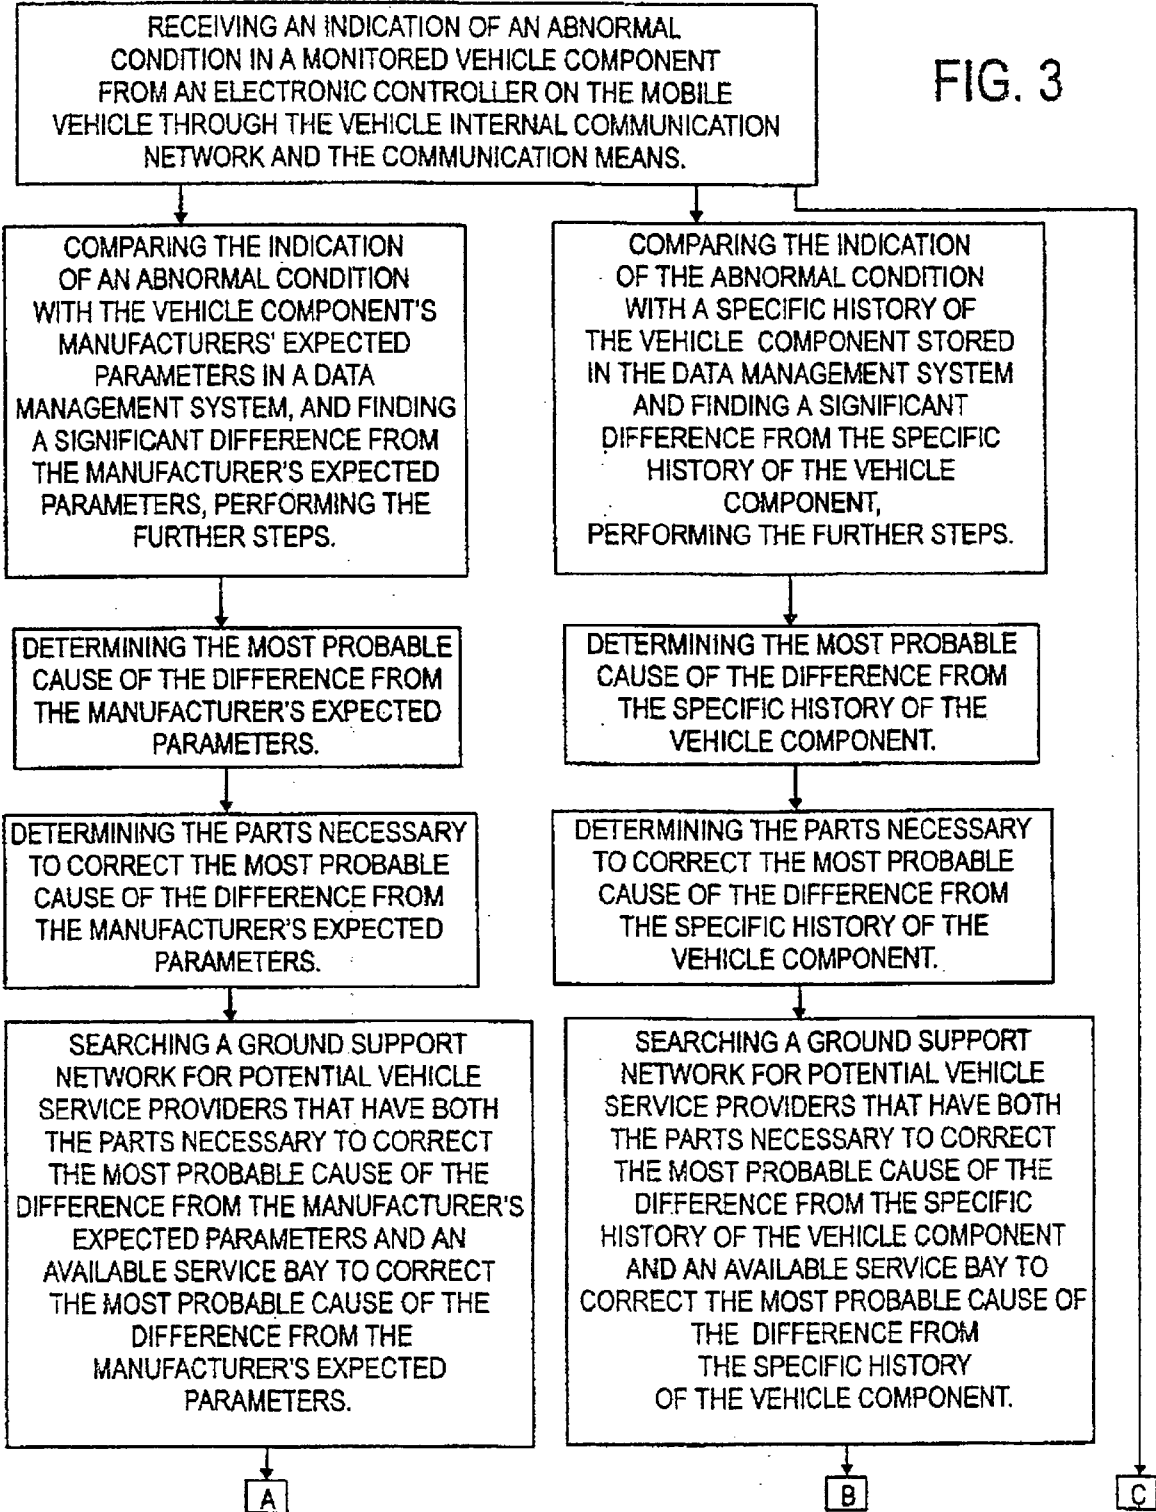 RECEIVING AN INDICATION OF AN ABNORMAL
CONDITION IN A MONITORED VEHICLE COMPONENT
FROM AN ELECTRONIC CONTROLLER ON THE MOBILE
VEHICLE THROUGH THE VEHICLE INTERNAL COMMUNICATION
NETWORK AND THE COMMUNICATION MEANS.
FIG. 3
COMPARING THE INDICATION
OF AN ABNORMAL CONDITION
WITH THE VEHICLE COMPONENT'S
MANUFACTURERS' EXPECTED
PARAMETERS IN A DATA
MANAGEMENT SYSTEM, AND FINDING
A SIGNIFICANT DIFFERENCE FROM
THE MANUFACTURER'S EXPECTED
PARAMETERS, PERFORMING THE
FURTHER STEPS.
COMPARING THE INDICATION
OF THE ABNORMAL CONDITION
WITH A SPECIFIC HISTORY OF
THE VEHICLE COMPONENT STORED
IN THE DATA MANAGEMENT SYSTEM
AND FINDING A SIGNIFICANT
DIFFERENCE FROM THE SPECIFIC
HISTORY OF THE VEHICLE
COMPONENT,
PERFORMING THE FURTHER STEPS.
DETERMINING THE MOST PROBABLE
CAUSE OF THE DIFFERENCE FROM
THE MANUFACTURER'S EXPECTED
PARAMETERS.
DETERMINING THE MOST PROBABLE
CAUSE OF THE DIFFERENCE FROM
THE SPECIFIC HISTORY OF THE
VEHICLE COMPONENT.
DETERMINING THE PARTS NECESSARY
TO CORRECT THE MOST PROBABLE
CAUSE OF THE DIFFERENCE FROM
THE MANUFACTURER'S EXPECTED
PARAMETERS.
DETERMINING THE PARTS NECESSARY
TO CORRECT THE MOST PROBABLE
CAUSE OF THE DIFFERENCE FROM
THE SPECIFIC HISTORY OF THE
VEHICLE COMPONENT.
SEARCHING A GROUND SUPPORT
NETWORK FOR POTENTIAL VEHICLE
SERVICE PROVIDERS THAT HAVE BOTH
THE PARTS NECESSARY TO CORRECT
THE MOST PROBABLE CAUSE OF THE
DIFFERENCE FROM THE MANUFACTURER'S
EXPECTED PARAMETERS AND AN
AVAILABLE SERVICE BAY TO CORRECT
THE MOST PROBABLE CAUSE OF THE
DIFFERENCE FROM THE
MANUFACTURER'S EXPECTED
PARAMETERS.
SEARCHING A GROUND SUPPORT
NETWORK FOR POTENTIAL VEHICLE
SERVICE PROVIDERS THAT HAVE BOTH
THE PARTS NECESSARY TO CORRECT
THE MOST PROBABLE CAUSE OF THE
DIFFERENCE FROM THE SPECIFIC
HISTORY OF THE VEHICLE COMPONENT
AND AN AVAILABLE SERVICE BAY TO
CORRECT THE MOST PROBABLE CAUSE OF
THE DIFFERENCE FROM
THE SPECIFIC HISTORY
OF THE VEHICLE COMPONENT.
A
B
C